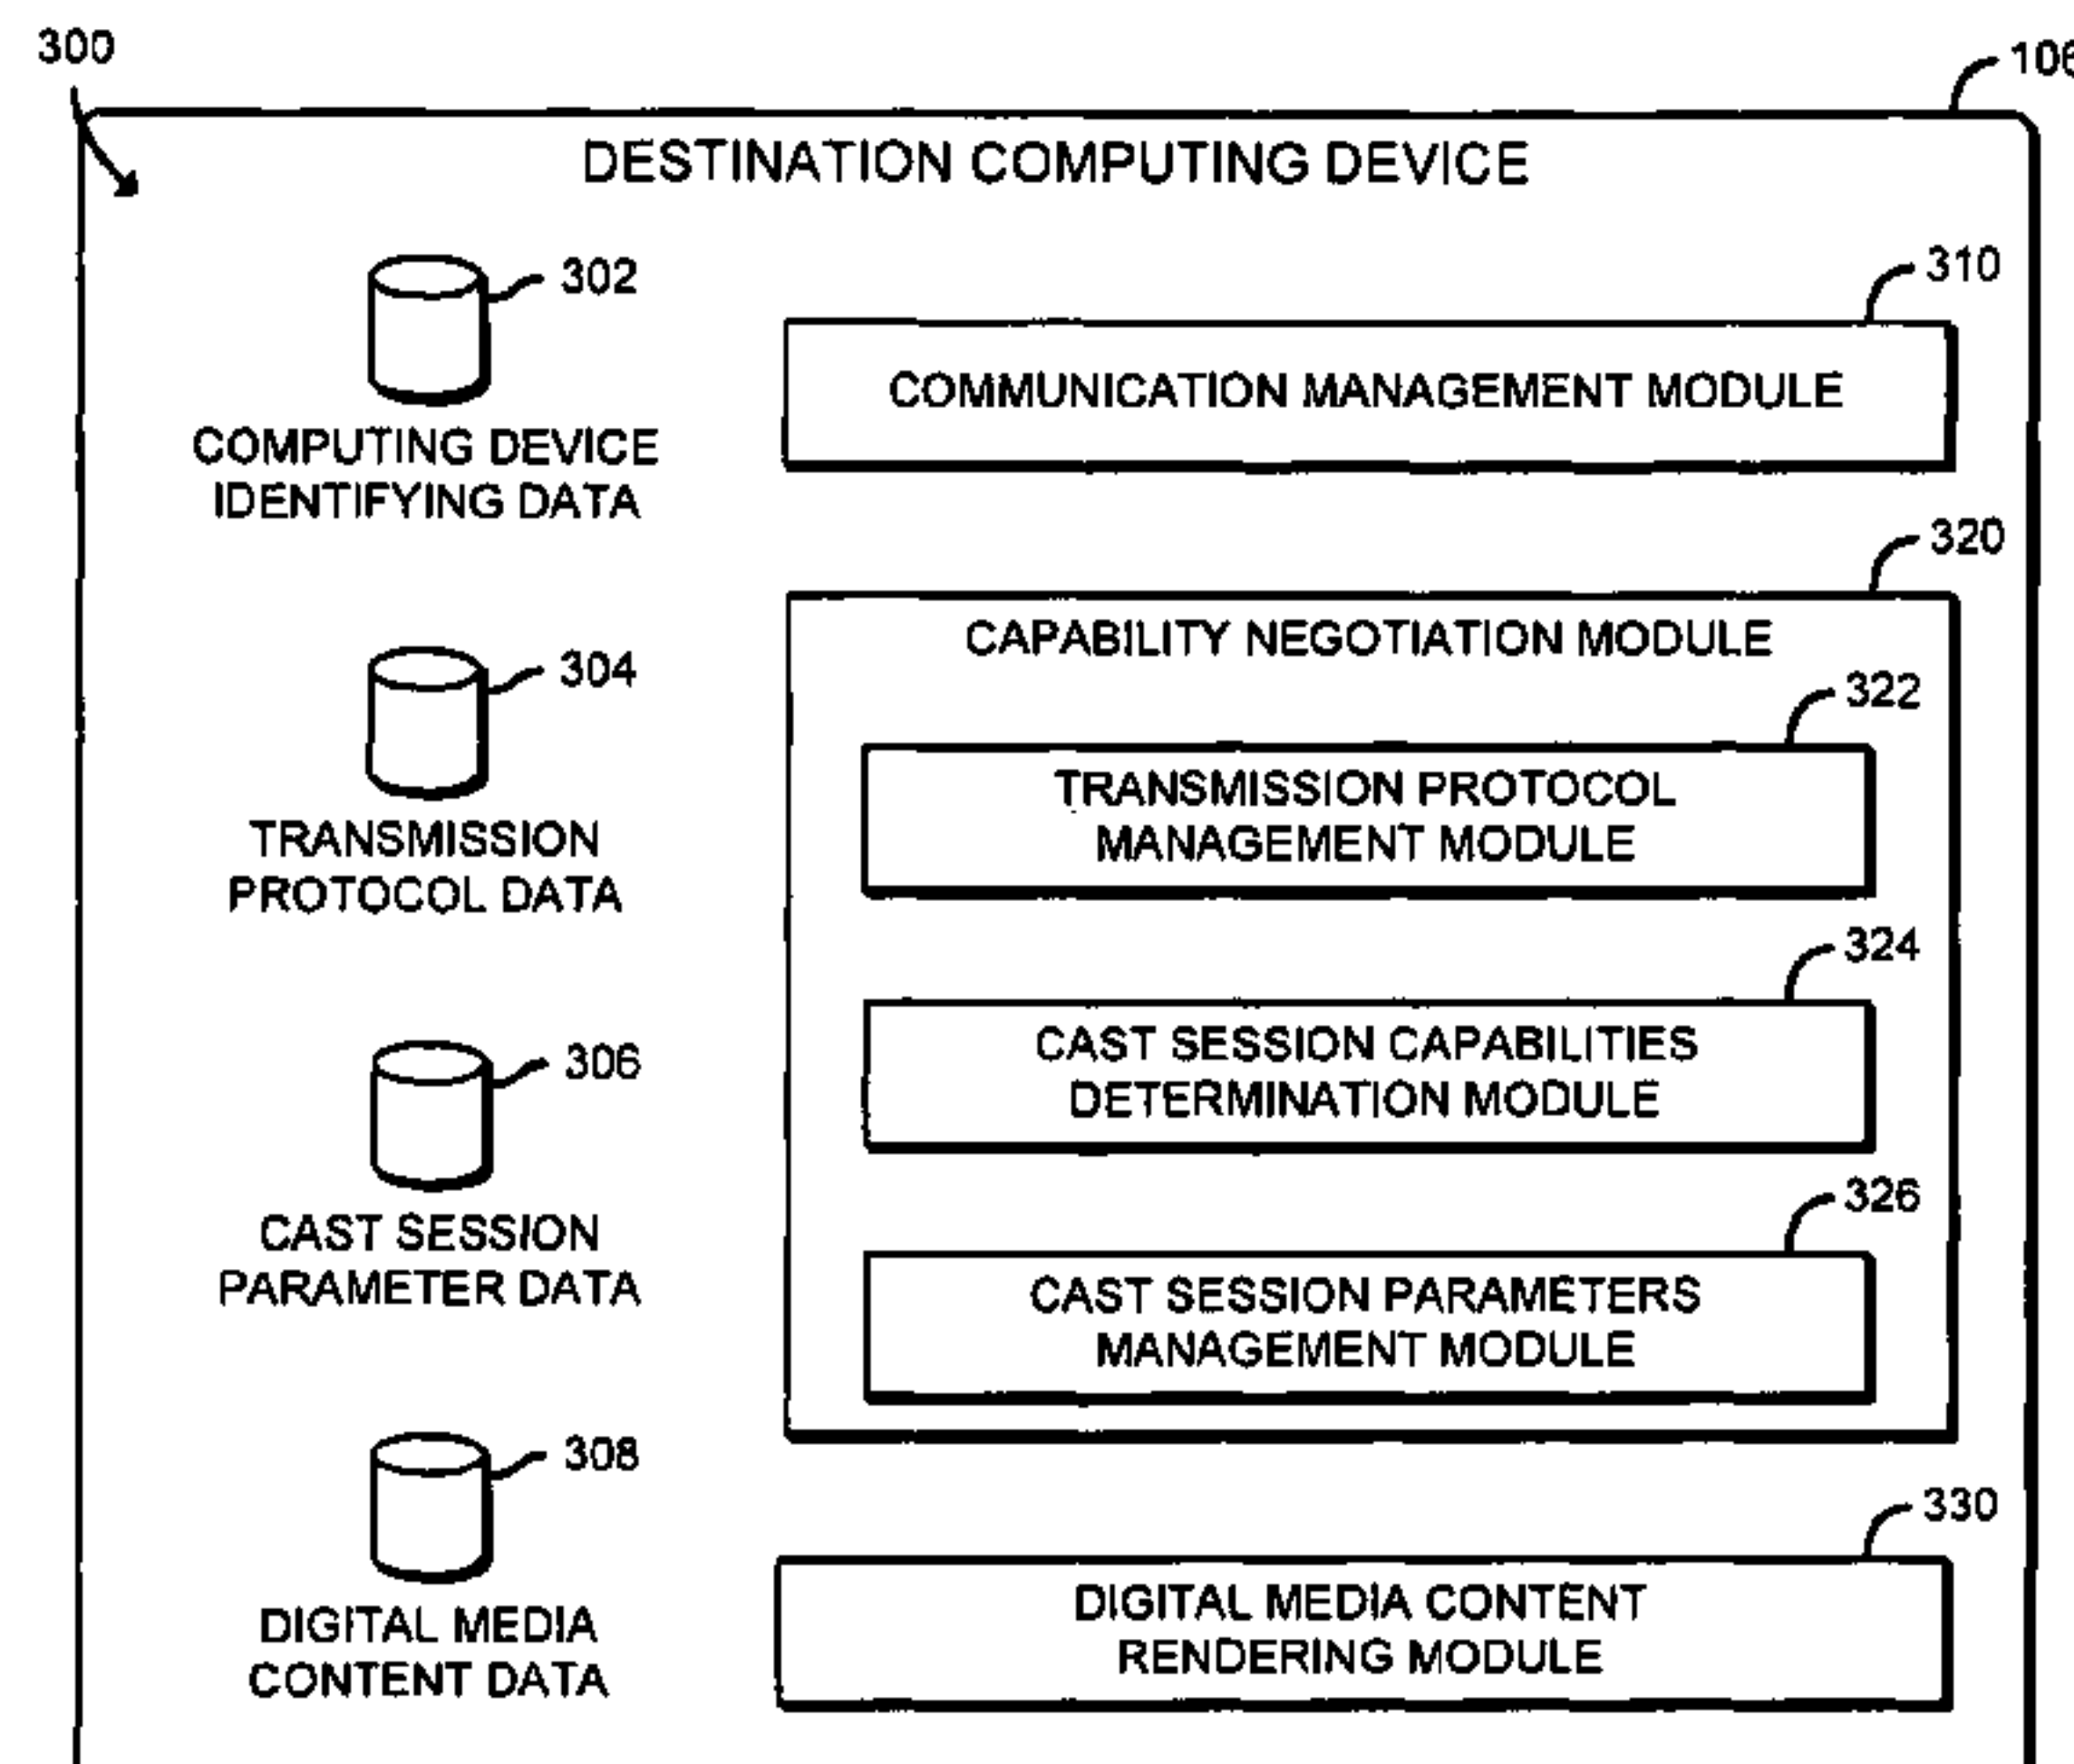 300
106
DESTINATION COMPUTING DEVICE
302
COMPUTING DEVICE
IDENTIFYING DATA
304
TRANSMISSION
PROTOCOL DATA
306
CAST SESSION
PARAMETER DATA
308
DIGITAL MEDIA
CONTENT DATA
310
COMMUNICATION MANAGEMENT MODULE
320
CAPABILITY NEGOTIATION MODULE
322
TRANSMISSION PROTOCOL
MANAGEMENT MODULE
324
CAST SESSION CAPABILITIES
DETERMINATION MODULE
326
CAST SESSION PARAMETERS
MANAGEMENT MODULE
330
DIGITAL MEDIA CONTENT
RENDERING MODULE